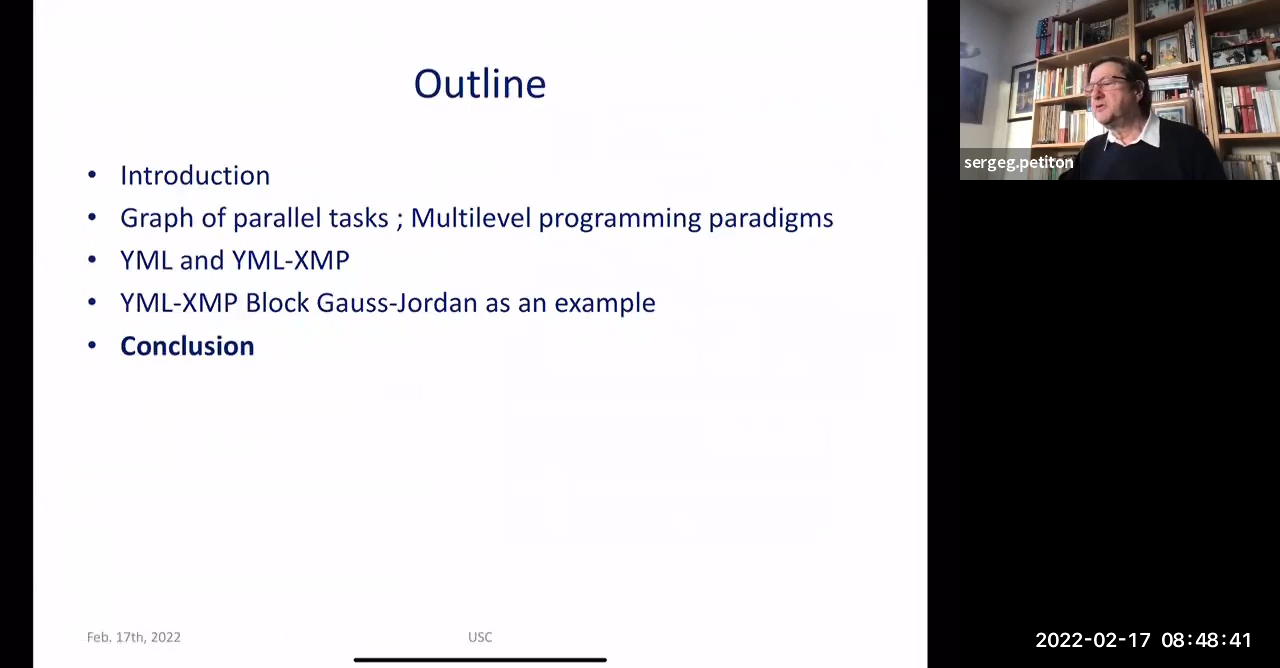 Outline
• Introduction
• Graph of parallel tasks ; Multilevel programming paradigms
• YML and YML-XMP
• YML-XMP Block Gauss-Jordan as an example
• Conclusion
Feb. 17th, 2022
USC
sergeg.petiton
2022-02-17 08:48:41